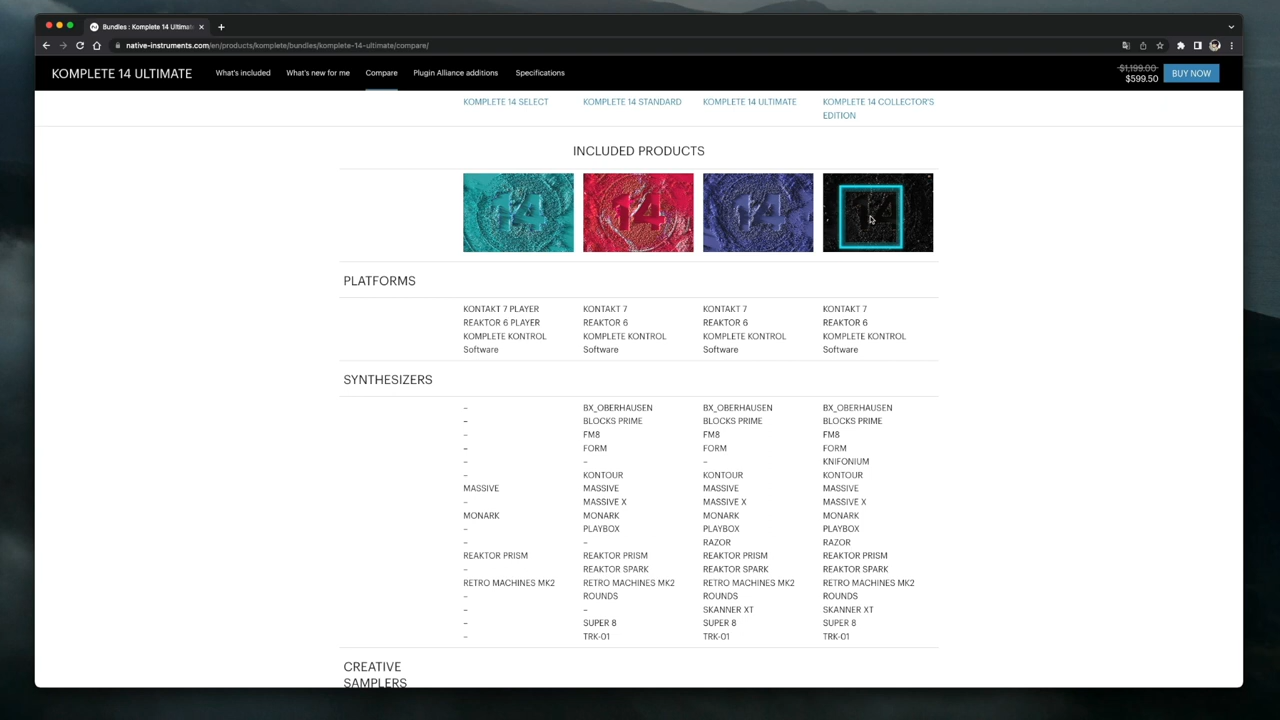 Bundles : Komplete 14 Ultimat
native-instruments.com/en/products/komplete/bundles/komplete-14-ultimate/compare/
KOMPLETE 14 ULTIMATE
What's included
What's new for me
Compare
Plugin Alliance additions
Specifications
$1,199.00
$599.50
BUY NOW
KOMPLETE 14 SELECT
KOMPLETE 14 STANDARD
KOMPLETE 14 ULTIMATE
KOMPLETE 14 COLLECTOR'S
EDITION
INCLUDED PRODUCTS
14
14
14
14
PLATFORMS
KONTAKT 7 PLAYER KONTAKT 7 KONTAKT 7 KONTAKT 7
REAKTOR 6 PLAYER REAKTOR 6 REAKTOR 6 REAKTOR 6
KOMPLETE KONTROL KOMPLETE KONTROL KOMPLETE KONTROL KOMPLETE KONTROL
Software Software Software Software
SYNTHESIZERS
– BX_OBERHAUSEN BX_OBERHAUSEN BX_OBERHAUSEN
– BLOCKS PRIME BLOCKS PRIME BLOCKS PRIME
– FM8 FM8 FM8
– FORM FORM FORM
– – – KNIFONIUM
– KONTOUR KONTOUR KONTOUR
MASSIVE MASSIVE MASSIVE MASSIVE
– MASSIVE X MASSIVE X MASSIVE X
MONARK MONARK MONARK MONARK
– PLAYBOX PLAYBOX PLAYBOX
– – RAZOR RAZOR
REAKTOR PRISM REAKTOR PRISM REAKTOR PRISM REAKTOR PRISM
– REAKTOR SPARK REAKTOR SPARK REAKTOR SPARK
RETRO MACHINES MK2 RETRO MACHINES MK2 RETRO MACHINES MK2 RETRO MACHINES MK2
– ROUNDS ROUNDS ROUNDS
– – SKANNER XT SKANNER XT
– SUPER 8 SUPER 8 SUPER 8
– TRK-01 TRK-01 TRK-01
CREATIVE
SAMPLERS